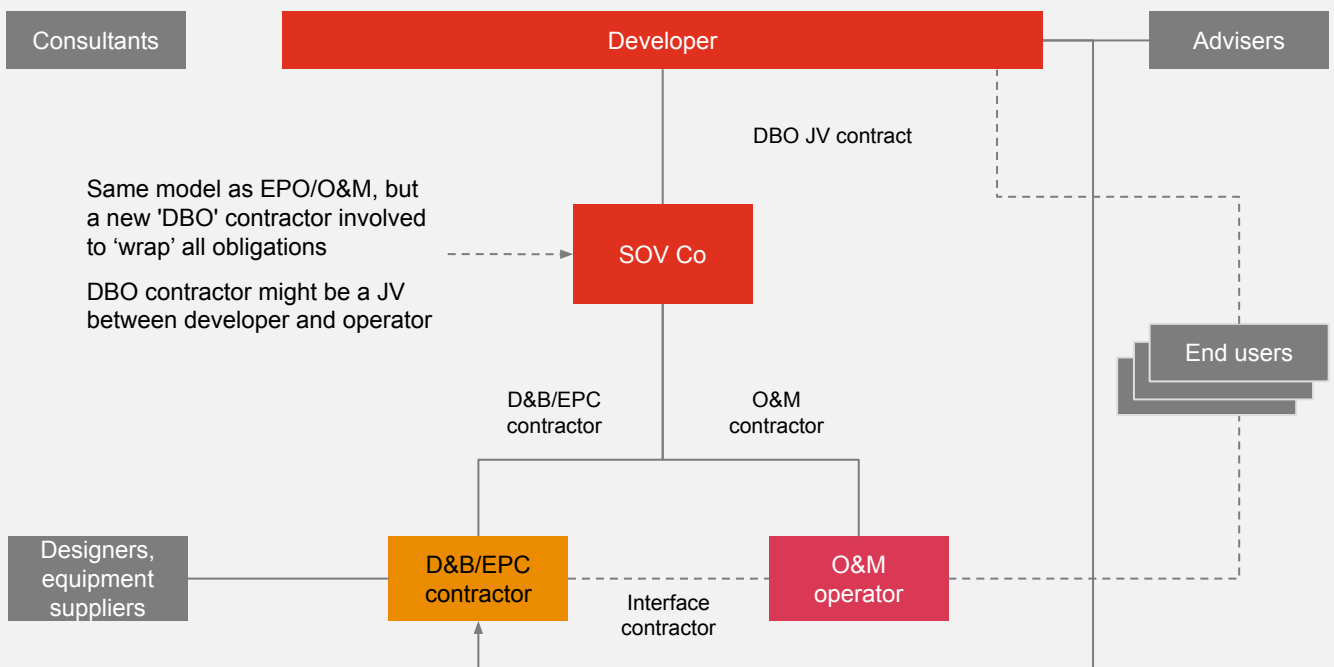 Consultants
Developer
Advisers
DBO JV contract
Same model as EPO/O&M, but
a new 'DBO' contractor involved
to ‘wrap’ all obligations
DBO contractor might be a JV
between developer and operator
SOV Co
End users
D&B/EPC
contractor
O&M
contractor
Designers,
equipment
suppliers
D&B/EPC
contractor
Interface
contractor
O&M
operator